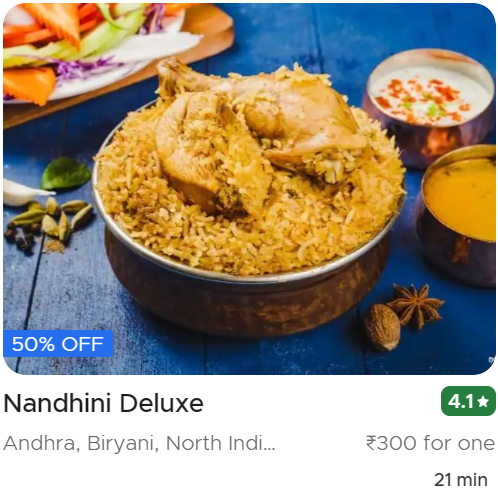 50% OFF
Nandhini Deluxe 4.1★
Andhra, Biryani, North Indi... ₹300 for one
21 min